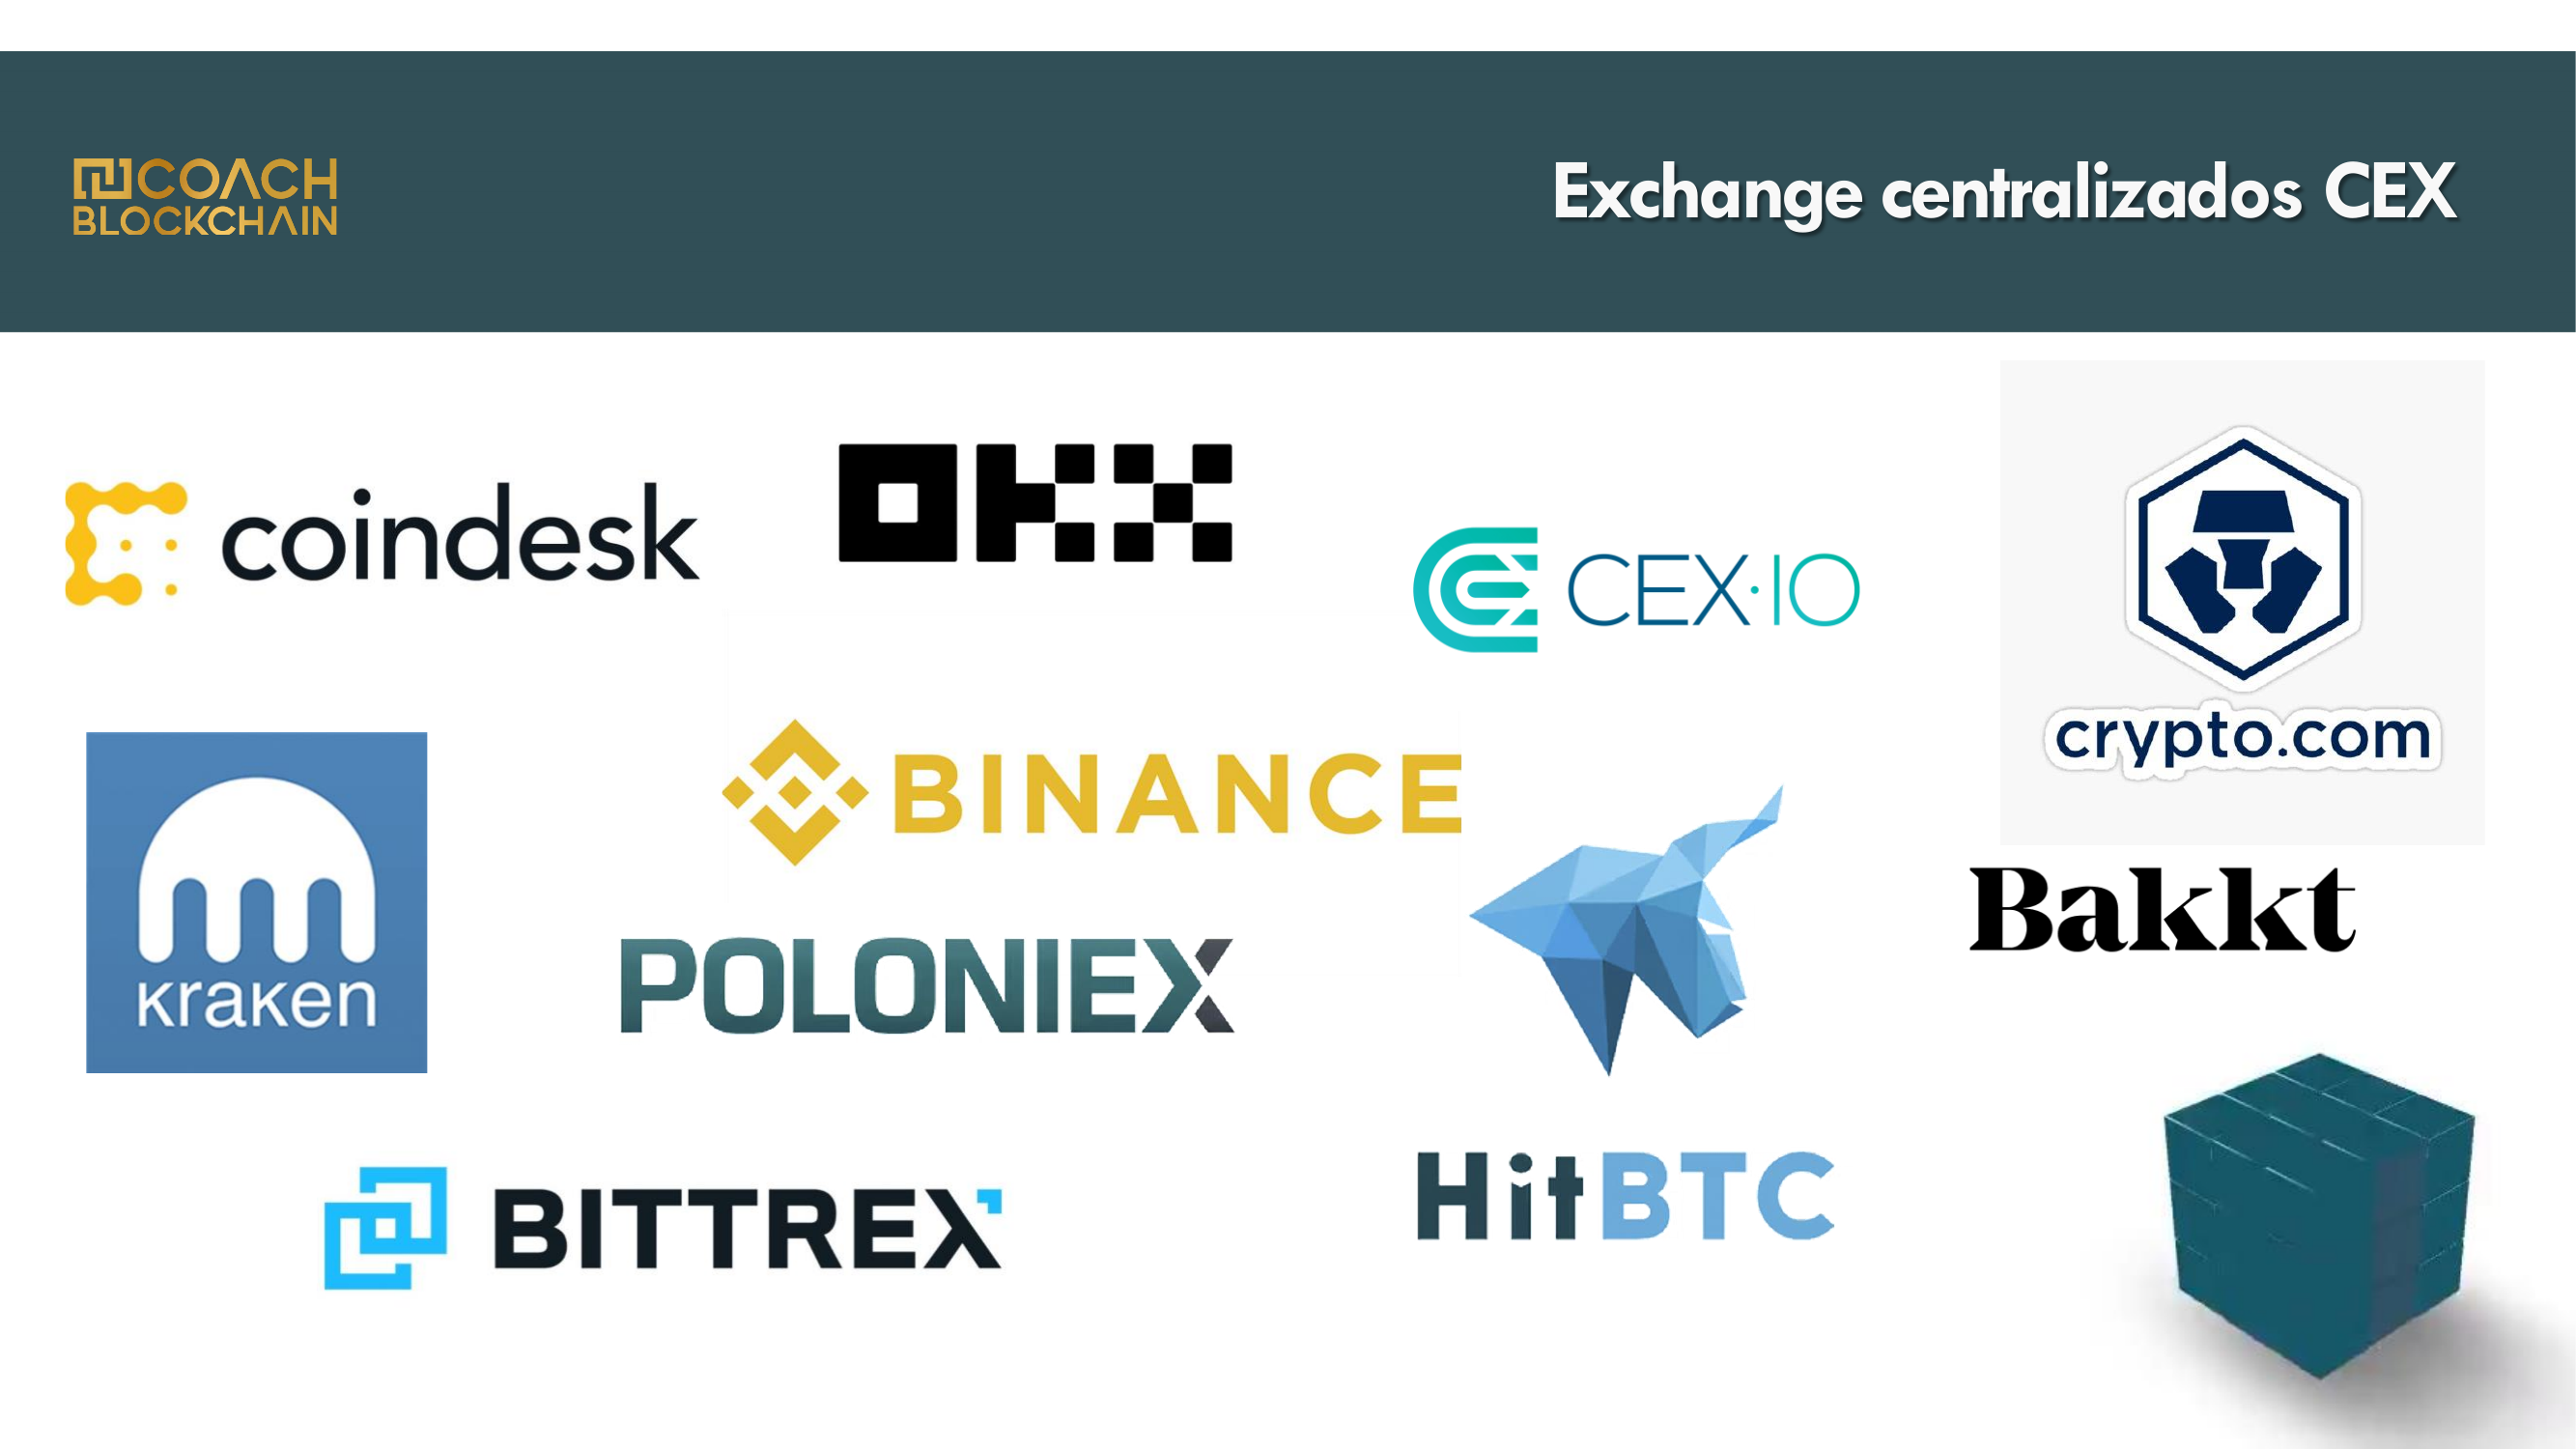 COACH
BLOCKCHAIN
Exchange centralizados CEX
coindesk
OKX
CEX·IO
crypto.com
kraken
BINANCE
POLONIEX
Bakkt
BITTREX
HitBTC